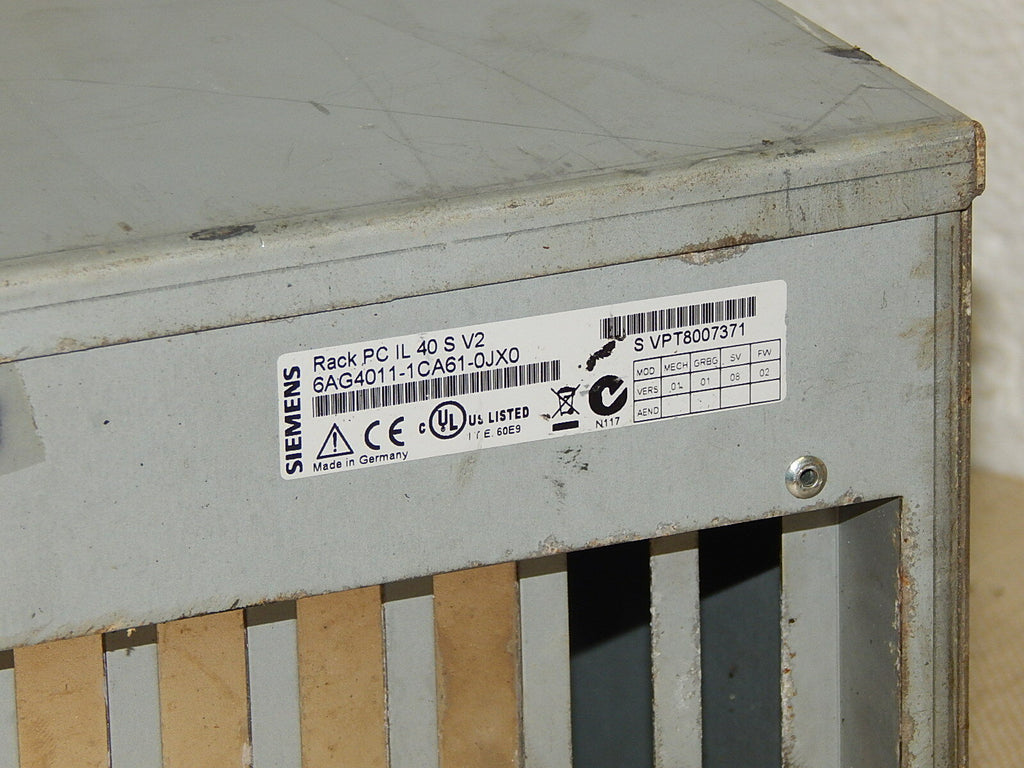 SIEMENS
Rack PC IL 40 S V2
6AG4011-1CA61-0JX0
CE
C UL US LISTED
I.T.E. 60E9
Made in Germany
N117
S VPT8007371
MOD MECH GRBG SV FW
VERS 01 01 08 02
AEND